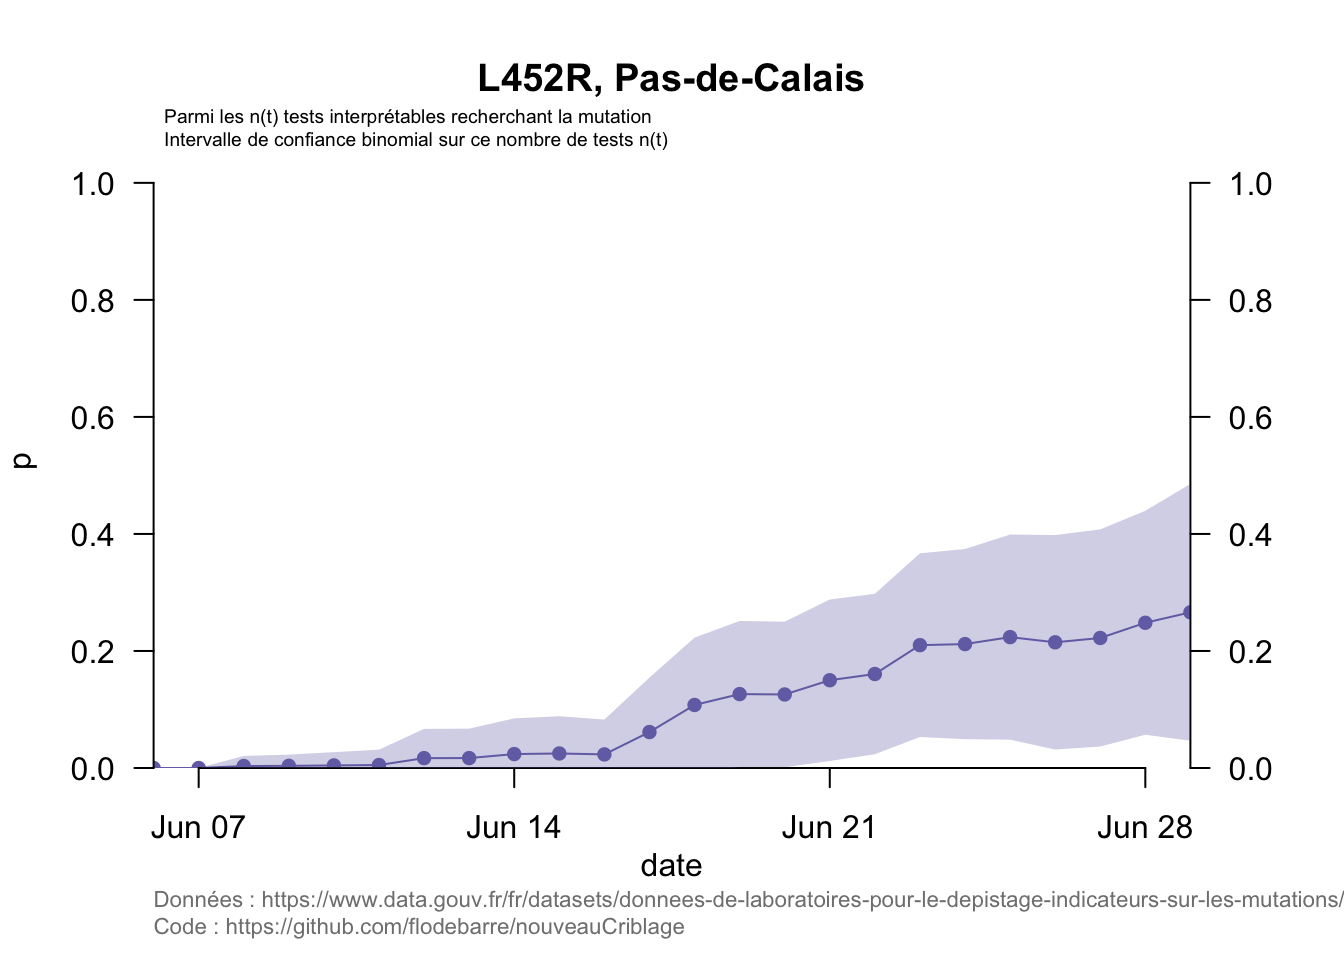 L452R, Pas-de-Calais
Parmi les n(t) tests interprétables recherchant la mutation
Intervalle de confiance binomial sur ce nombre de tests n(t)
1.0
0.8
0.6
0.4
0.2
0.0
p
1.0
0.8
0.6
0.4
0.2
0.0
Jun 07 Jun 14 Jun 21 Jun 28
date
Données : https://www.data.gouv.fr/fr/datasets/donnees-de-laboratoires-pour-le-depistage-indicateurs-sur-les-mutations/
Code : https://github.com/flodebarre/nouveauCriblage